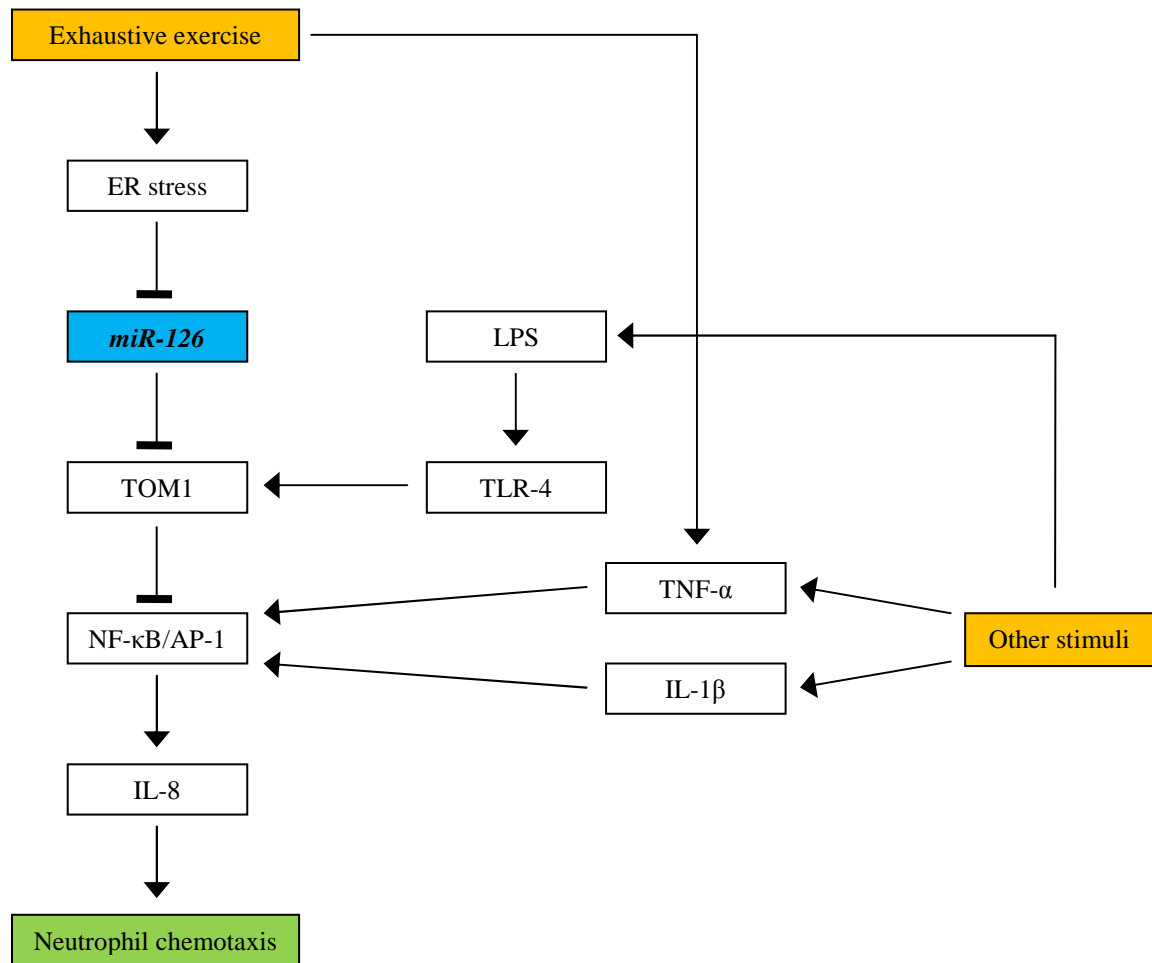 Exhaustive exercise
ER stress
miR-126
LPS
TOM1
TLR-4
TNF-α
NF-κB/AP-1
Other stimuli
IL-1β
IL-8
Neutrophil chemotaxis